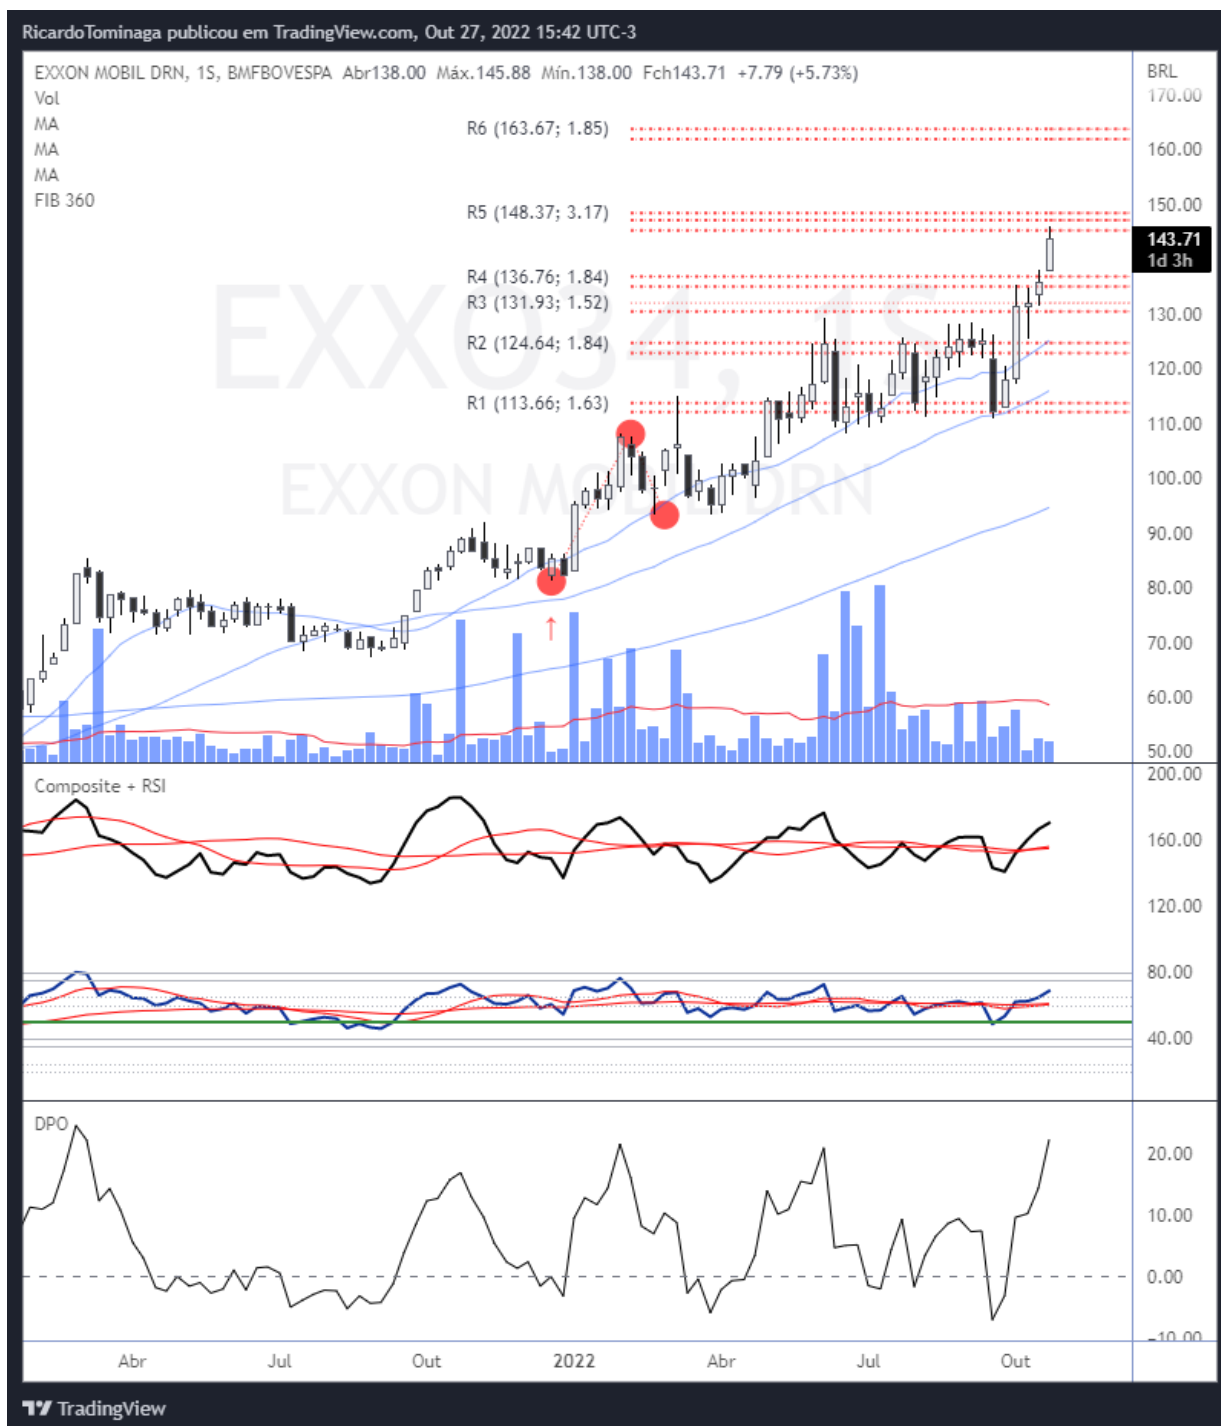 RicardoTominaga publicou em TradingView.com, Out 27, 2022 15:42 UTC-3
EXXON MOBIL DRN, 1S, BMFBOVESPA Abr138.00 Máx.145.88 Mín.138.00 Fch143.71 +7.79 (+5.73%)
BRL
Vol
MA
MA
MA
FIB 360
170.00
160.00
150.00
143.71
1d 3h
130.00
120.00
110.00
100.00
90.00
80.00
70.00
60.00
50.00
R6 (163.67; 1.85)
R5 (148.37; 3.17)
R4 (136.76; 1.84)
R3 (131.93; 1.52)
R2 (124.64; 1.84)
R1 (113.66; 1.63)
EXXO34, 1S
EXXON MOBIL DRN
Composite + RSI
200.00
160.00
120.00
80.00
40.00
DPO
20.00
10.00
0.00
-10.00
Abr Jul Out 2022 Abr Jul Out
TradingView